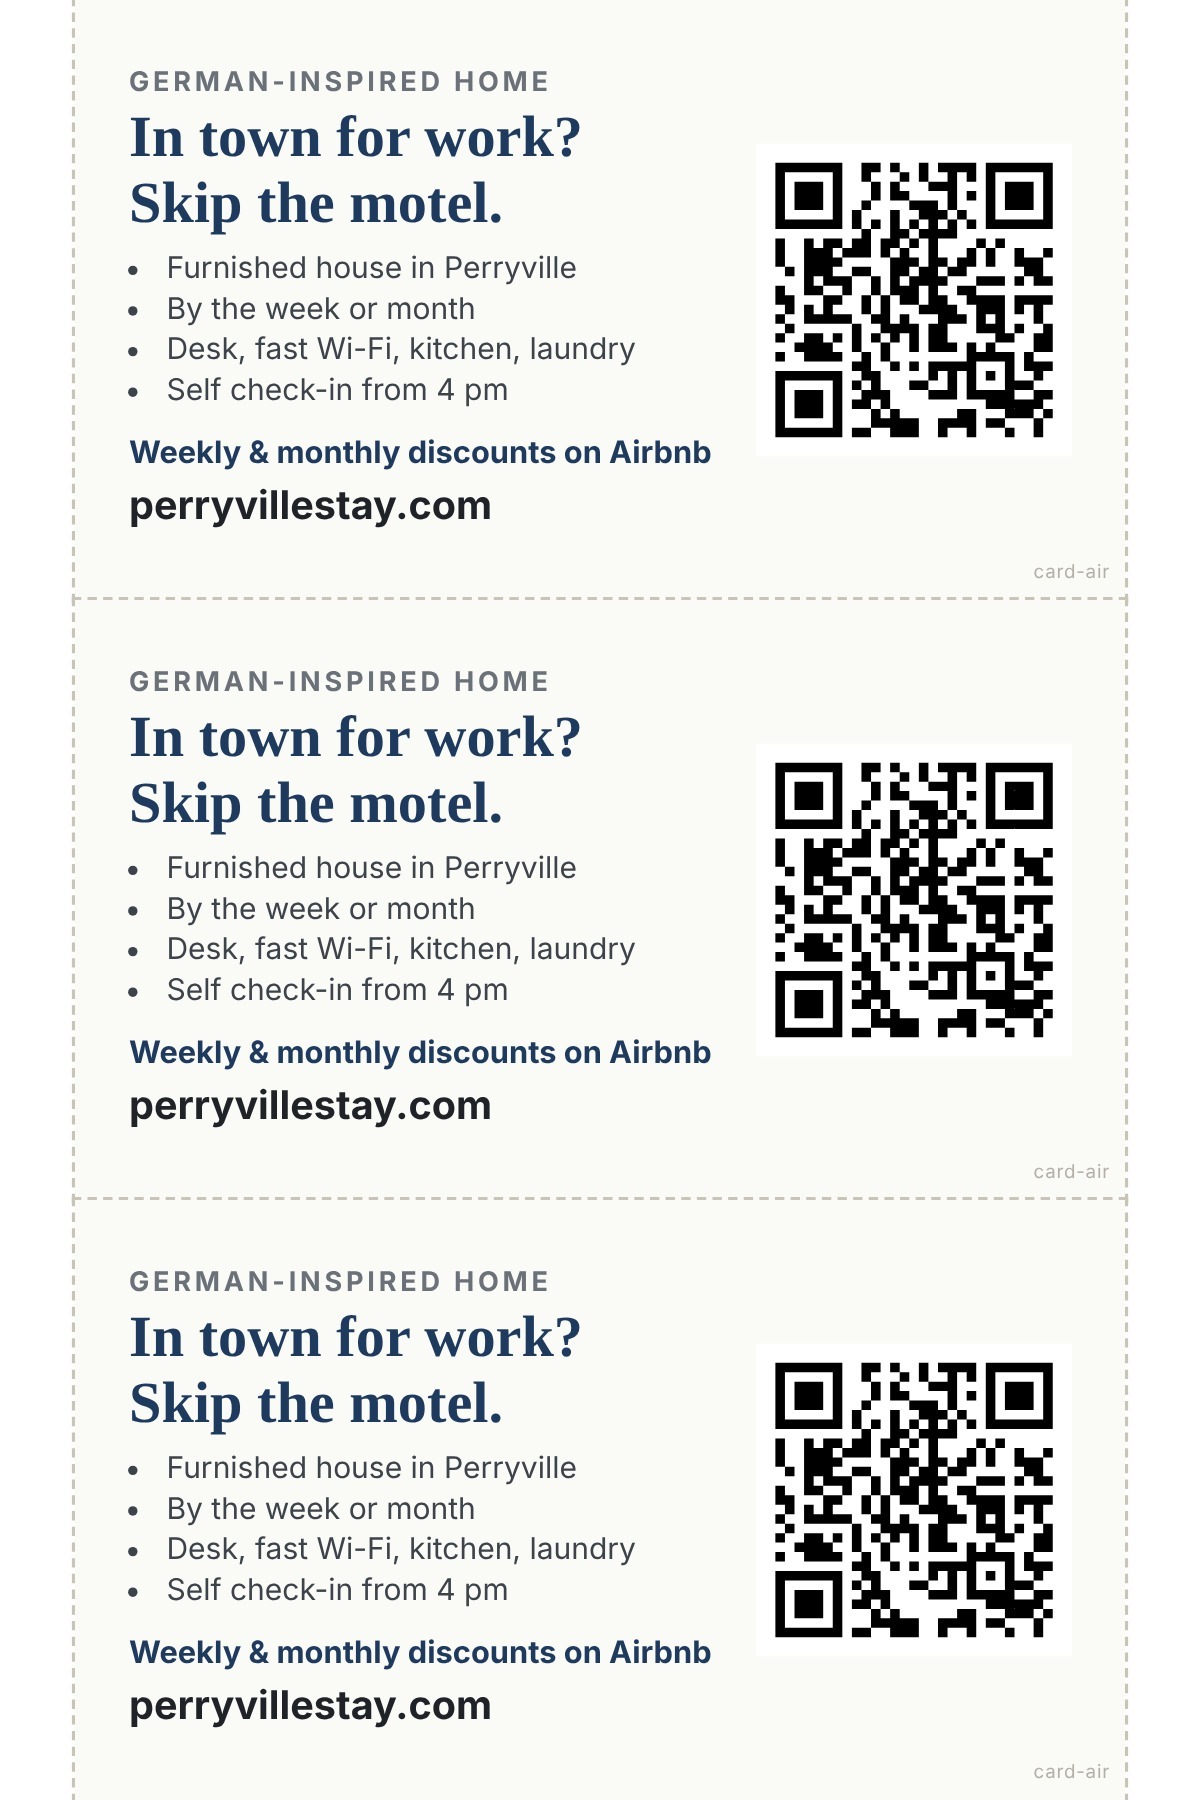 GERMAN-INSPIRED HOME
In town for work?
Skip the motel.
• Furnished house in Perryville
• By the week or month
• Desk, fast Wi-Fi, kitchen, laundry
• Self check-in from 4 pm
Weekly & monthly discounts on Airbnb
perryvillestay.com
card-air
GERMAN-INSPIRED HOME
In town for work?
Skip the motel.
• Furnished house in Perryville
• By the week or month
• Desk, fast Wi-Fi, kitchen, laundry
• Self check-in from 4 pm
Weekly & monthly discounts on Airbnb
perryvillestay.com
card-air
GERMAN-INSPIRED HOME
In town for work?
Skip the motel.
• Furnished house in Perryville
• By the week or month
• Desk, fast Wi-Fi, kitchen, laundry
• Self check-in from 4 pm
Weekly & monthly discounts on Airbnb
perryvillestay.com
card-air